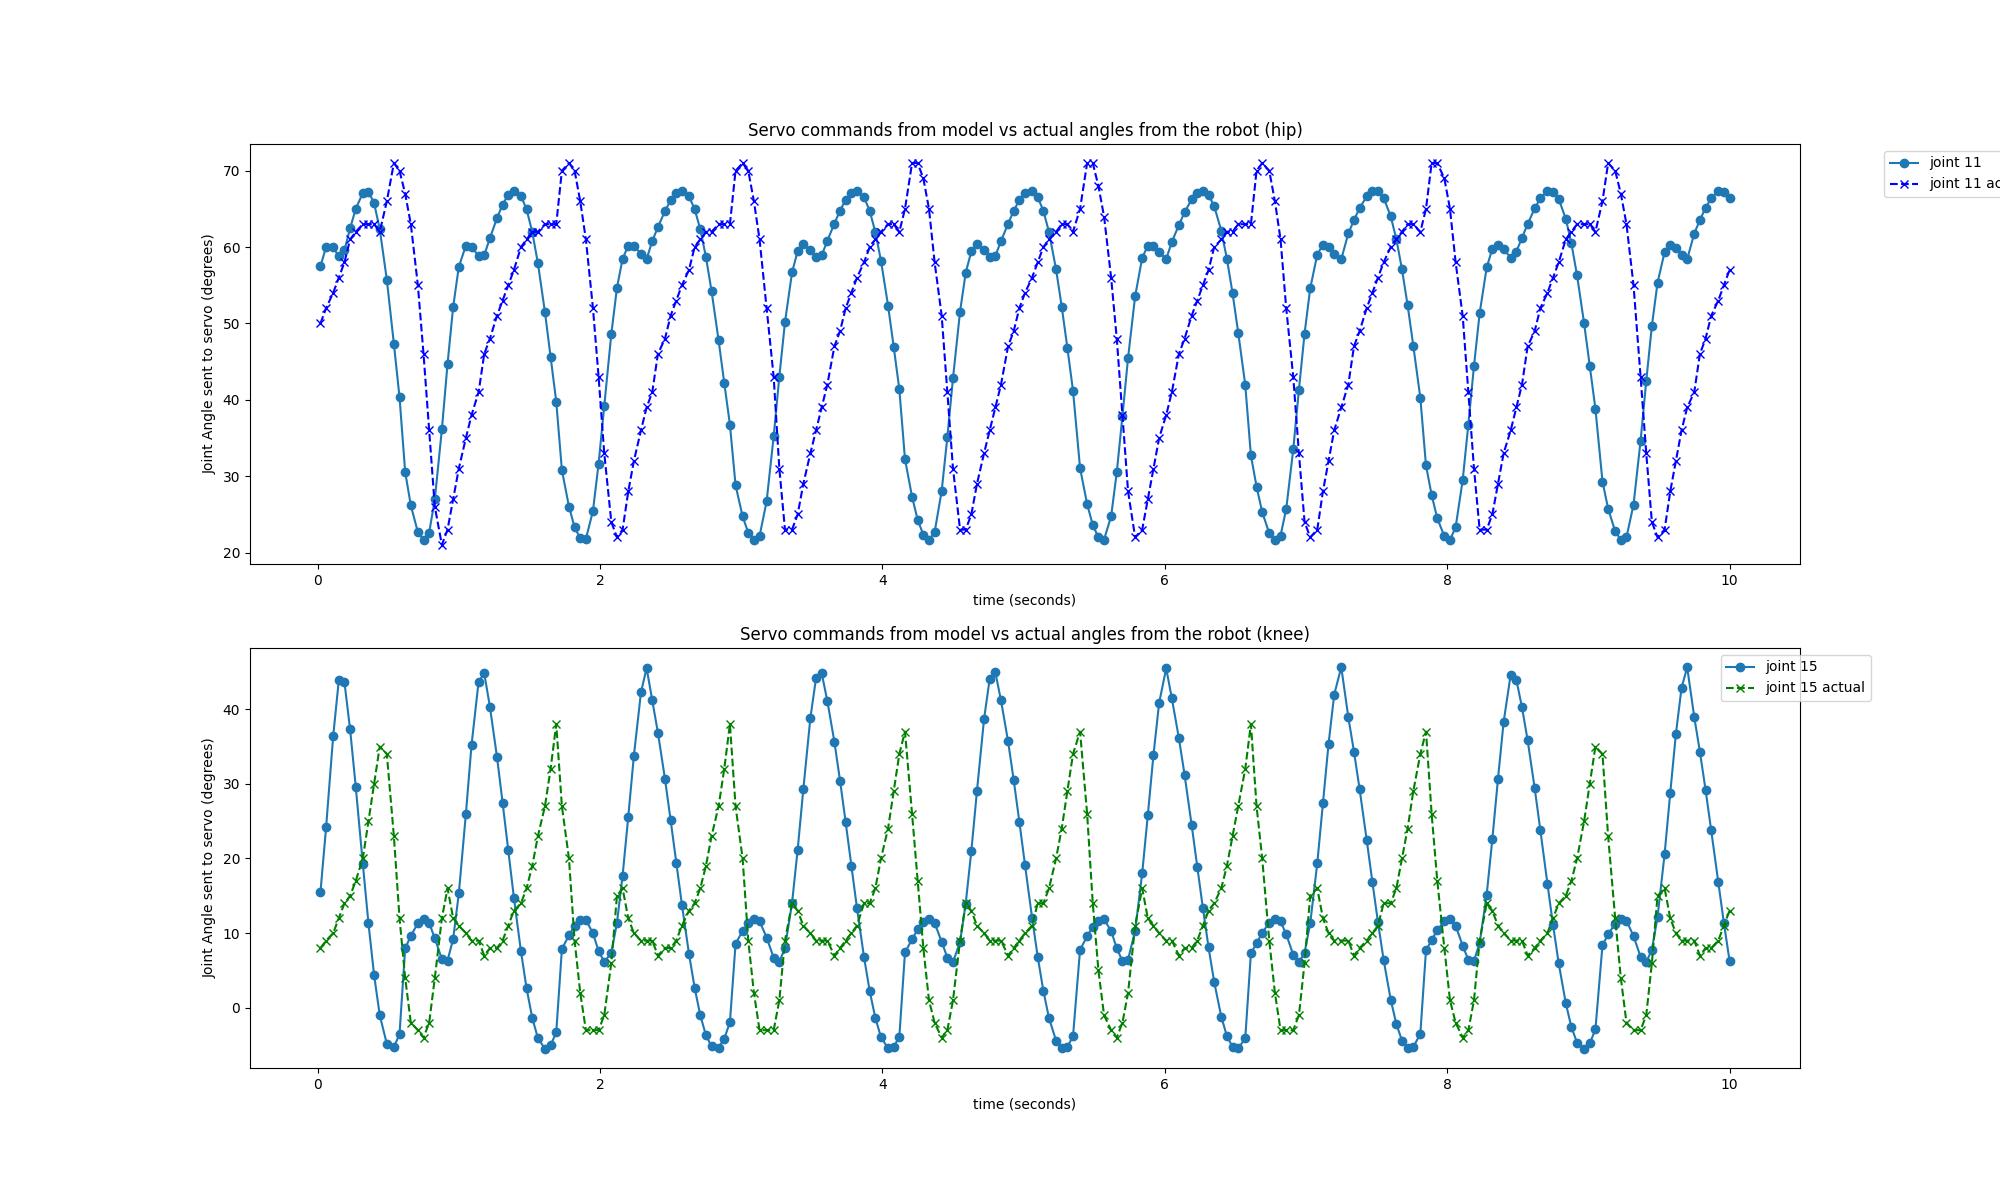 Servo commands from model vs actual angles from the robot (hip)
Joint Angle sent to servo (degrees)
70
60
50
40
30
20
0 2 4 6 8 10
time (seconds)
joint 11
joint 11 ac
Servo commands from model vs actual angles from the robot (knee)
Joint Angle sent to servo (degrees)
40
30
20
10
0
0 2 4 6 8 10
time (seconds)
joint 15
joint 15 actual